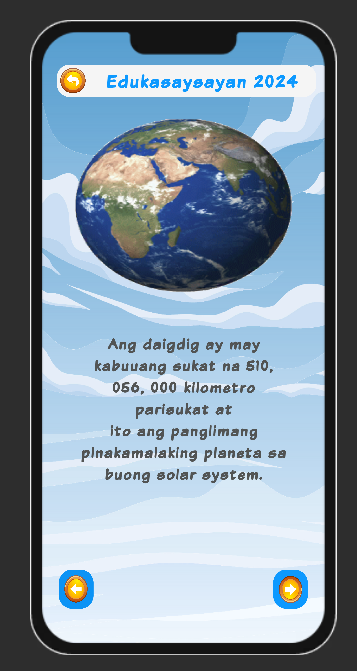 Edukasaysayan 2024
Ang daigdig ay may
kabuuang sukat na 510,
056, 000 kilometro
parisukat at
ito ang panglimang
pinakamalaking planeta sa
buong solar system.